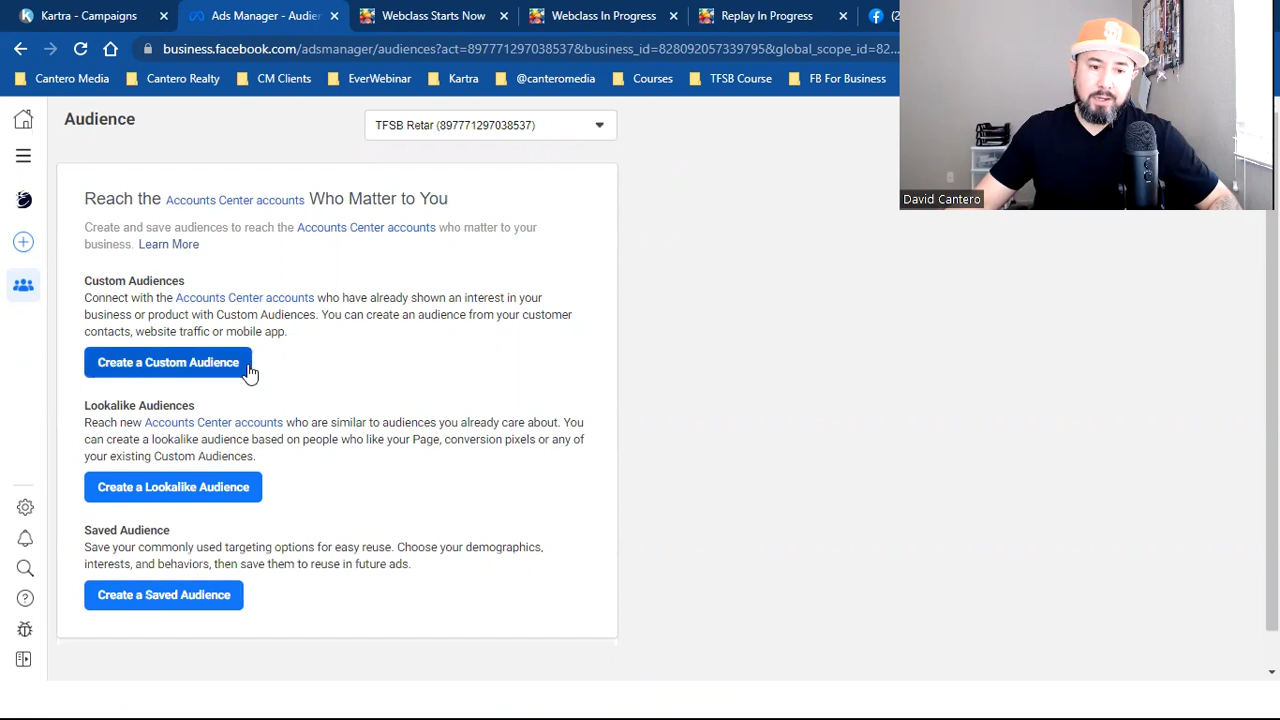 Kartra - Campaigns
Ads Manager - Audien
Webclass Starts Now
Webclass In Progress
Replay In Progress
(2
business.facebook.com/adsmanager/audiences?act=897771297038537&business_id=828092057339795&global_scope_id=82...
Cantero Media
Cantero Realty
CM Clients
EverWebinar
Kartra
@canteromedia
Courses
TFSB Course
FB For Business
Audience
TFSB Retar (897771297038537)
Reach the Accounts Center accounts Who Matter to You
Create and save audiences to reach the Accounts Center accounts who matter to your
business. Learn More
Custom Audiences
Connect with the Accounts Center accounts who have already shown an interest in your
business or product with Custom Audiences. You can create an audience from your customer
contacts, website traffic or mobile app.
Create a Custom Audience
Lookalike Audiences
Reach new Accounts Center accounts who are similar to audiences you already care about. You
can create a lookalike audience based on people who like your Page, conversion pixels or any of
your existing Custom Audiences.
Create a Lookalike Audience
Saved Audience
Save your commonly used targeting options for easy reuse. Choose your demographics,
interests, and behaviors, then save them to reuse in future ads.
Create a Saved Audience
David Cantero